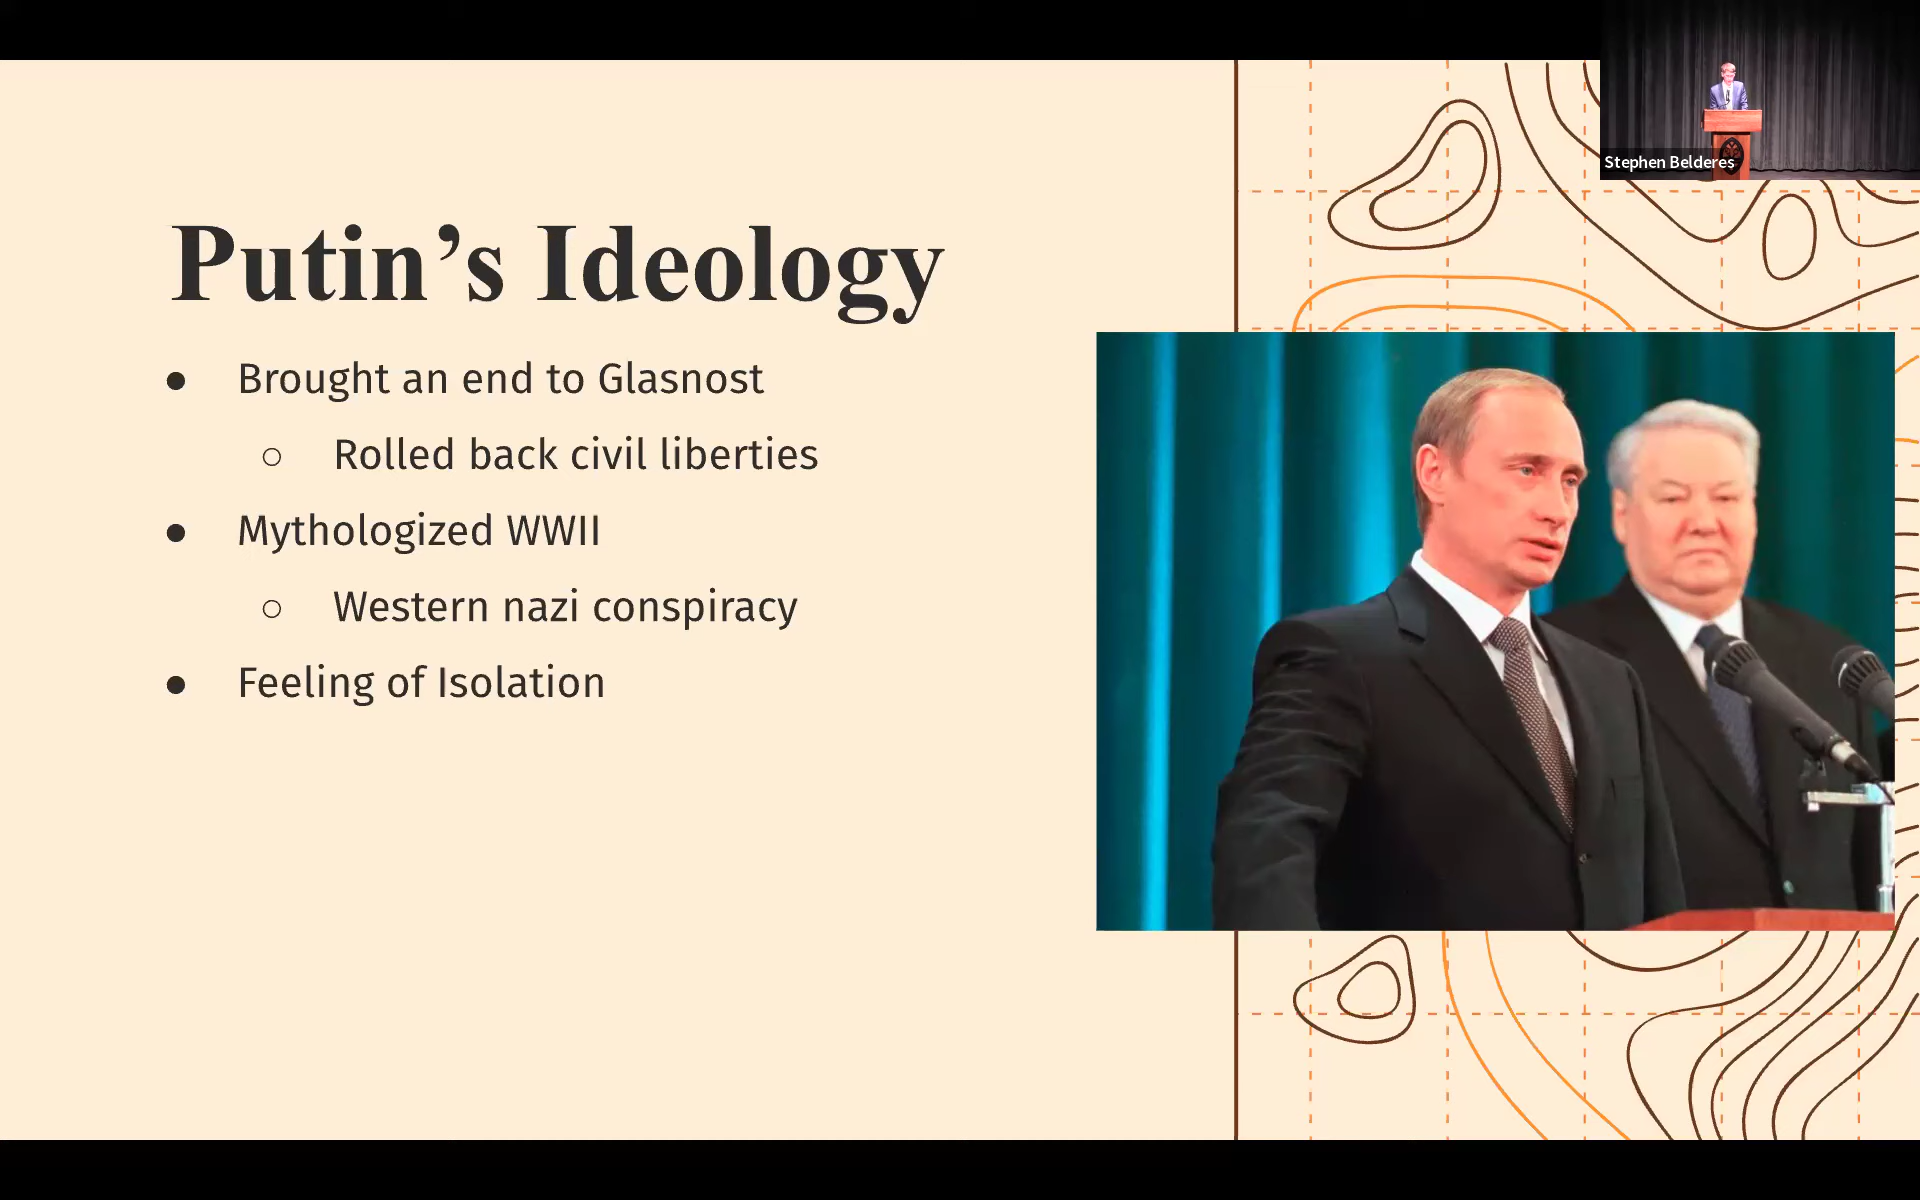 Stephen Belderes
Putin’s Ideology
● Brought an end to Glasnost
○ Rolled back civil liberties
● Mythologized WWII
○ Western nazi conspiracy
● Feeling of Isolation